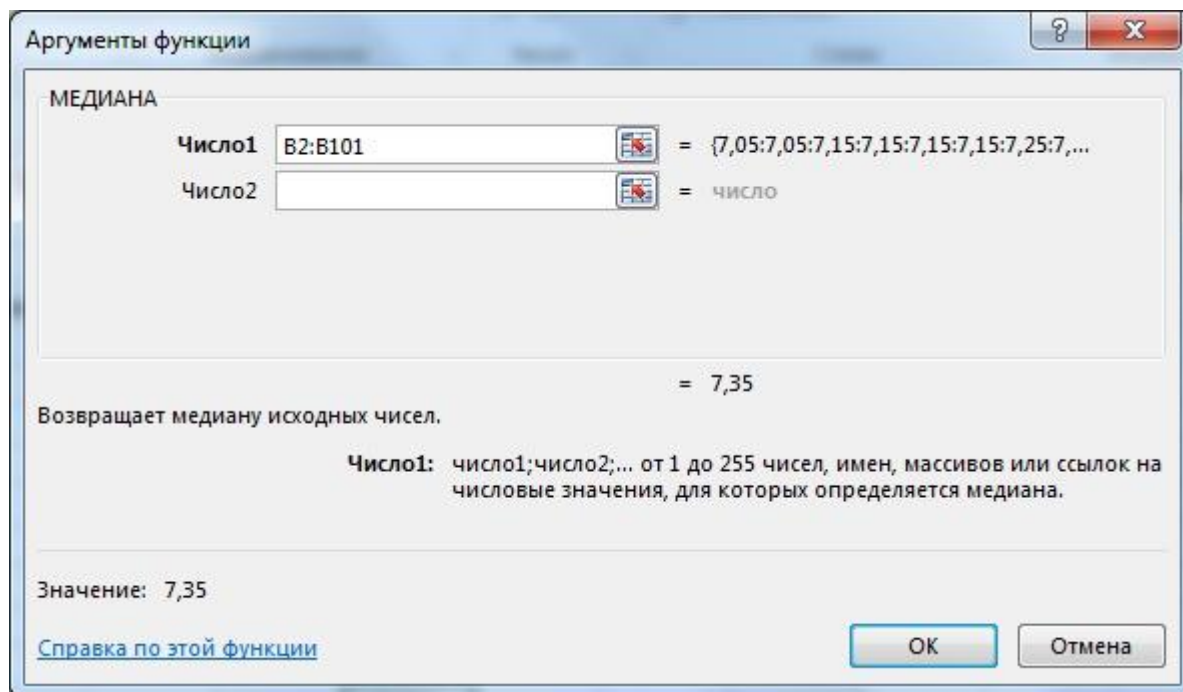 Аргументы функции
?
X
МЕДИАНА
Число1 B2:B101 = {7,05:7,05:7,15:7,15:7,15:7,15:7,25:7,...
Число2 = число
= 7,35
Возвращает медиану исходных чисел.
Число1: число1;число2;... от 1 до 255 чисел, имен, массивов или ссылок на
числовые значения, для которых определяется медиана.
Значение: 7,35
Справка по этой функции
ОК
Отмена